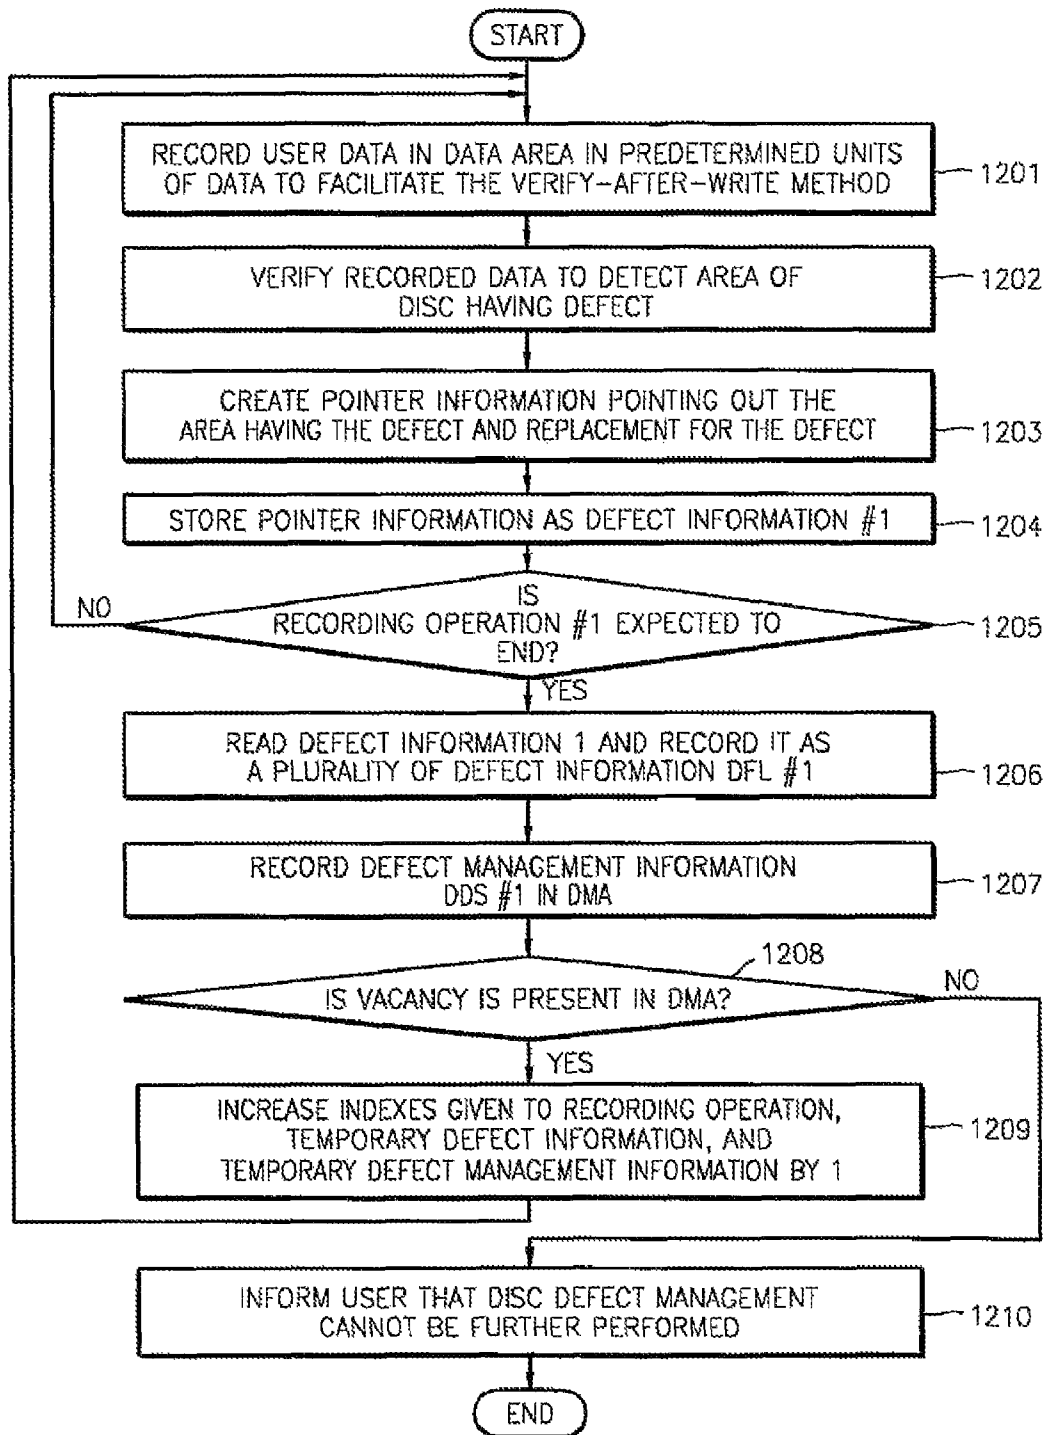 START
RECORD USER DATA IN DATA AREA IN PREDETERMINED UNITS
OF DATA TO FACILITATE THE VERIFY-AFTER-WRITE METHOD
1201
VERIFY RECORDED DATA TO DETECT AREA OF
DISC HAVING DEFECT
1202
CREATE POINTER INFORMATION POINTING OUT THE
AREA HAVING THE DEFECT AND REPLACEMENT FOR THE DEFECT
1203
STORE POINTER INFORMATION AS DEFECT INFORMATION #1
1204
IS
RECORDING OPERATION #1 EXPECTED TO
END?
1205
NO
YES
READ DEFECT INFORMATION 1 AND RECORD IT AS
A PLURALITY OF DEFECT INFORMATION DFL #1
1206
RECORD DEFECT MANAGEMENT INFORMATION
DDS #1 IN DMA
1207
1208
IS VACANCY IS PRESENT IN DMA?
NO
YES
INCREASE INDEXES GIVEN TO RECORDING OPERATION,
TEMPORARY DEFECT INFORMATION, AND
TEMPORARY DEFECT MANAGEMENT INFORMATION BY 1
1209
INFORM USER THAT DISC DEFECT MANAGEMENT
CANNOT BE FURTHER PERFORMED
1210
END